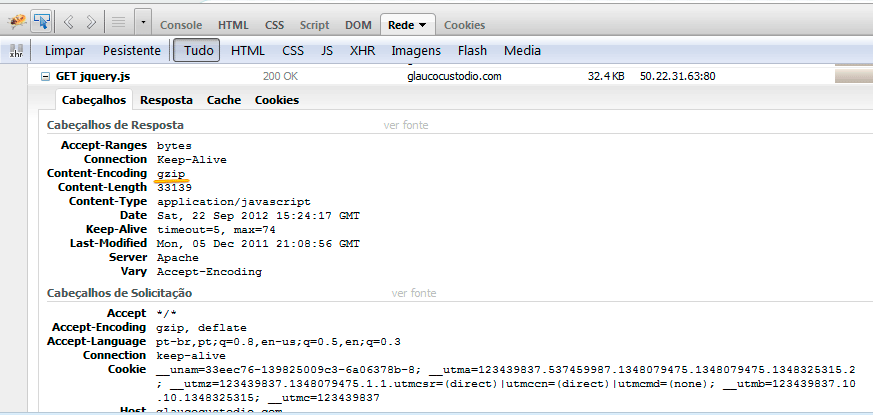 Console HTML CSS Script DOM Rede Cookies
xhr Limpar Pesistente Tudo HTML CSS JS XHR Imagens Flash Media
GET jquery.js 200 OK glaucocustodio.com 32.4 KB 50.22.31.63:80
Cabeçalhos Resposta Cache Cookies
Cabeçalhos de Resposta ver fonte
Accept-Ranges bytes
Connection Keep-Alive
Content-Encoding gzip
Content-Length 33139
Content-Type application/javascript
Date Sat, 22 Sep 2012 15:24:17 GMT
Keep-Alive timeout=5, max=74
Last-Modified Mon, 05 Dec 2011 21:08:56 GMT
Server Apache
Vary Accept-Encoding
Cabeçalhos de Solicitação ver fonte
Accept */*
Accept-Encoding gzip, deflate
Accept-Language pt-br,pt;q=0.8,en-us;q=0.5,en;q=0.3
Connection keep-alive
Cookie __unam=33eec76-139825009c3-6a06378b-8; __utma=123439837.537459987.1348079475.1348079475.1348325315.2
; __utmz=123439837.1348079475.1.1.utmcsr=(direct)|utmccn=(direct)|utmcmd=(none); __utmb=123439837.10
.10.1348325315; __utmc=123439837
Host glaucocustodio.com